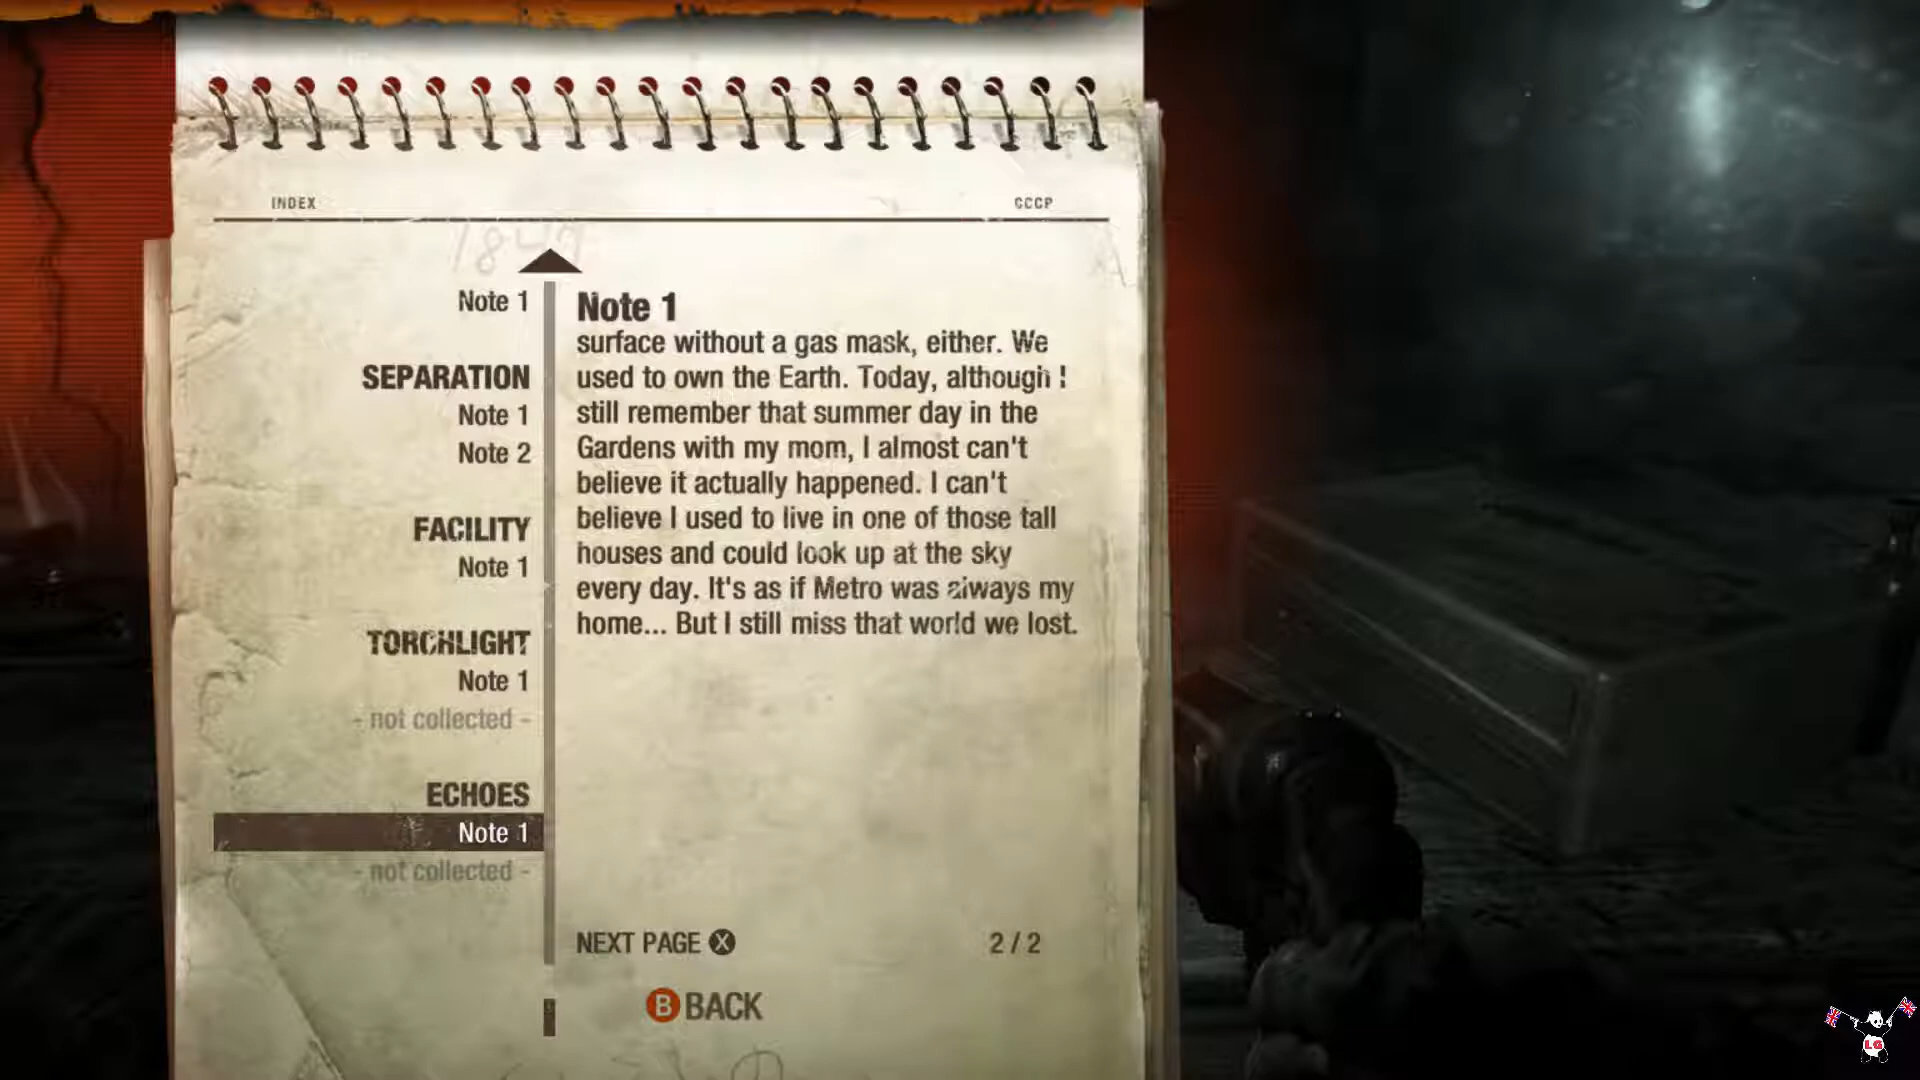 INDEX
CCCP
Note 1
SEPARATION
Note 1
Note 2
FACILITY
Note 1
TORCHLIGHT
Note 1
- not collected -
ECHOES
Note 1
- not collected -
Note 1
surface without a gas mask, either. We
used to own the Earth. Today, although I
still remember that summer day in the
Gardens with my mom, I almost can't
believe it actually happened. I can't
believe I used to live in one of those tall
houses and could look up at the sky
every day. It's as if Metro was always my
home... But I still miss that world we lost.
NEXT PAGE X
2 / 2
B BACK
LG